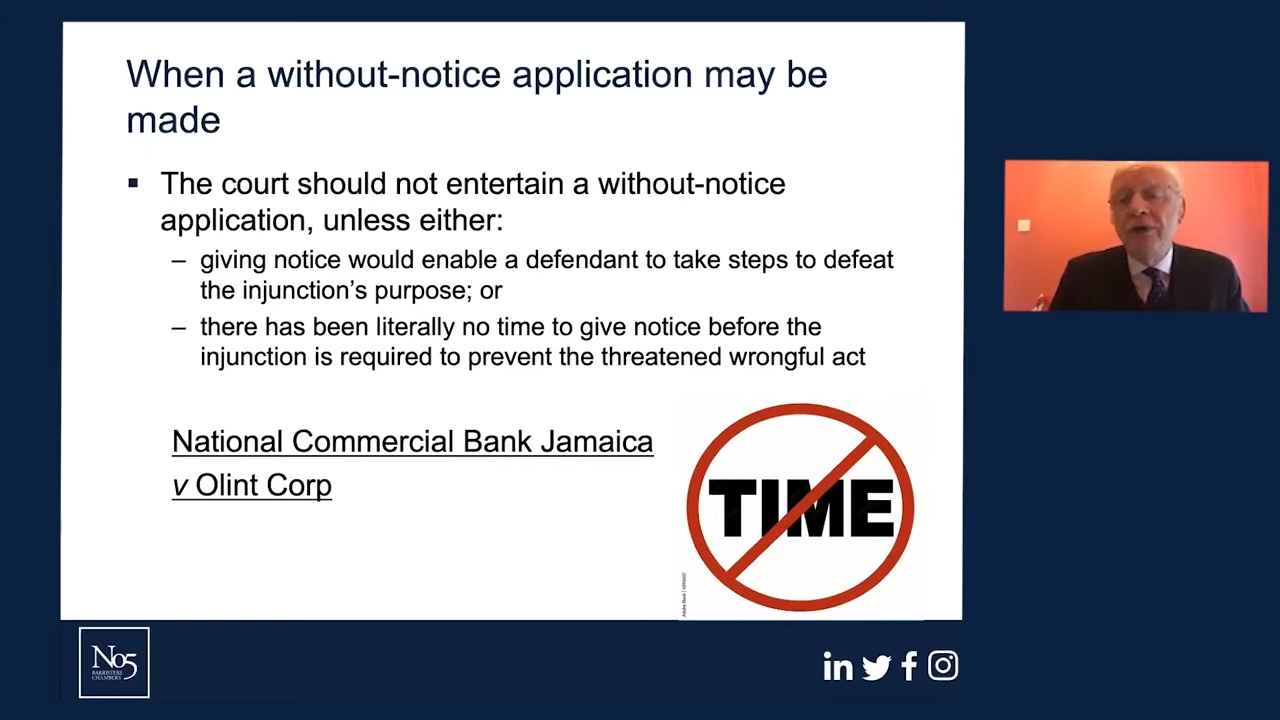 When a without-notice application may be
made
▪ The court should not entertain a without-notice
application, unless either:
– giving notice would enable a defendant to take steps to defeat
the injunction's purpose; or
– there has been literally no time to give notice before the
injunction is required to prevent the threatened wrongful act
National Commercial Bank Jamaica
v Olint Corp
TIME
No5
BARRISTERS
CHAMBERS
in